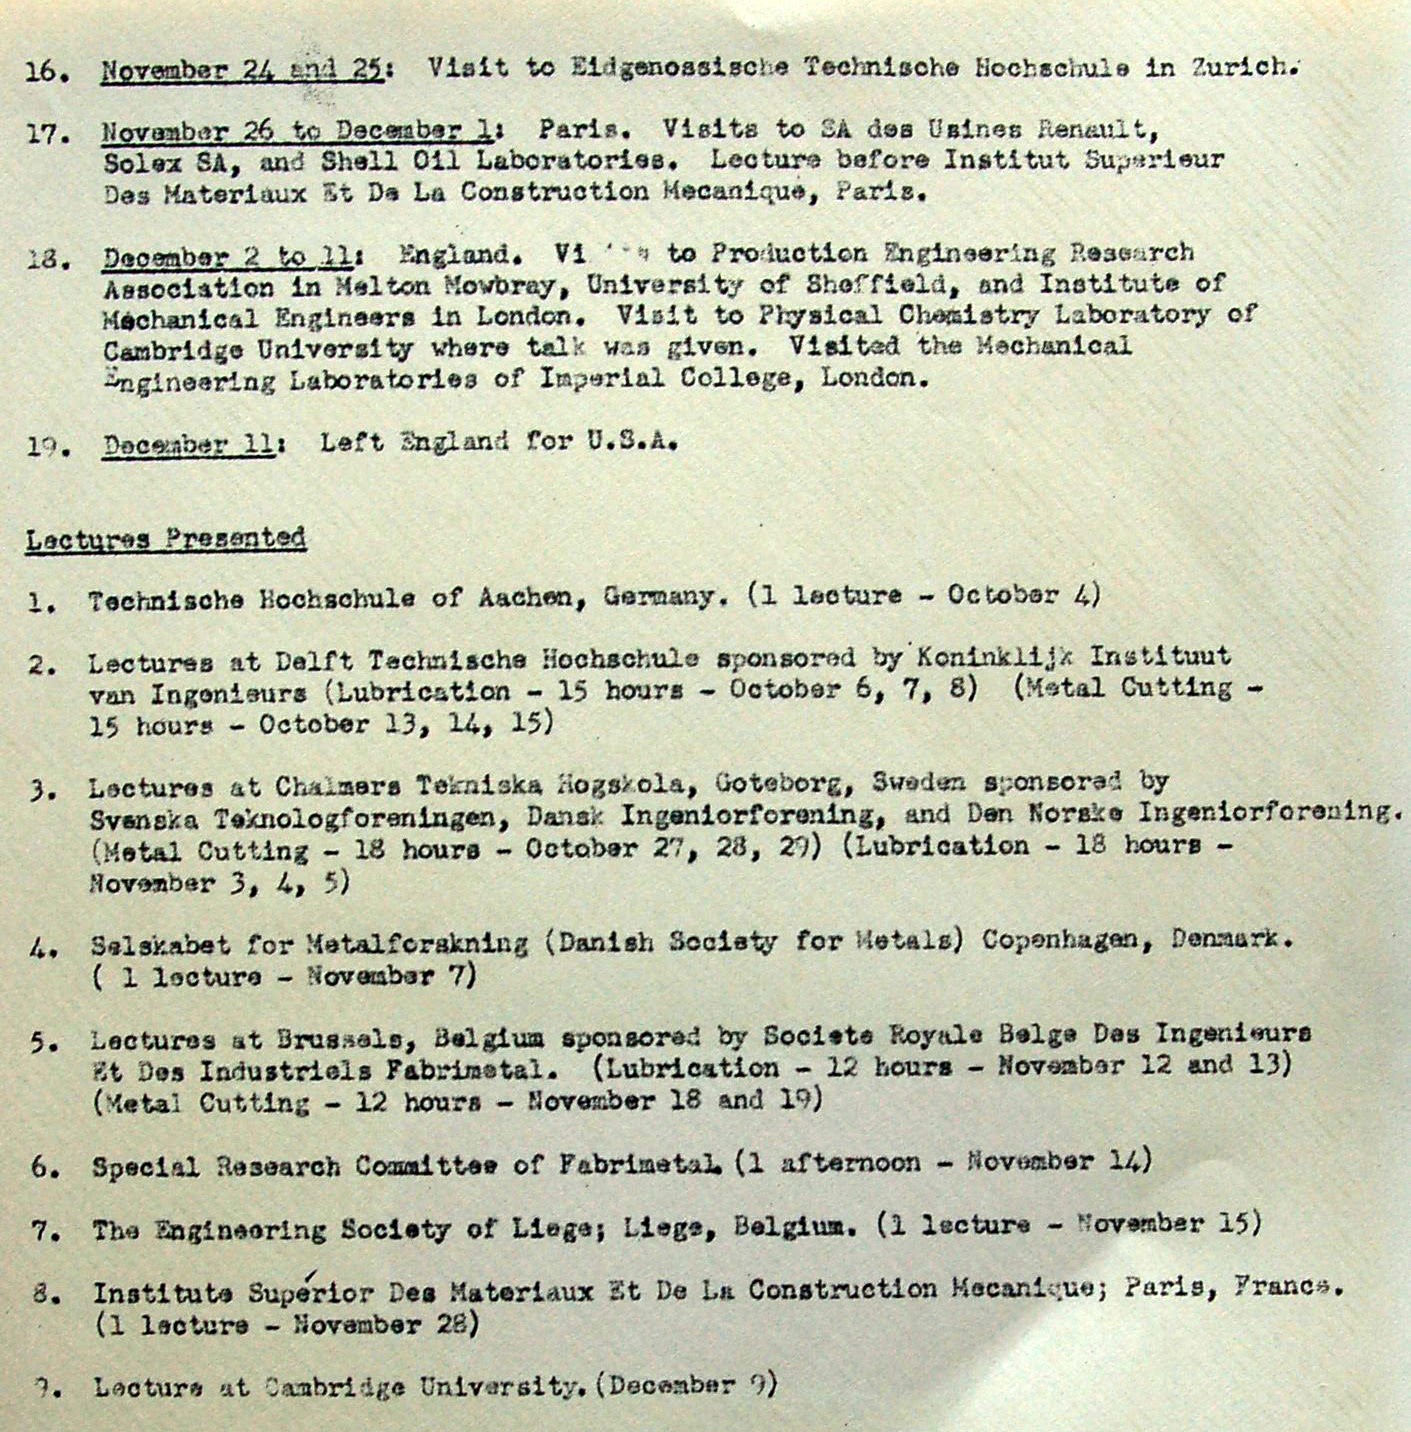 16. November 24 and 25: Visit to Eidgenossische Technische Hochschule in Zurich.
17. November 26 to December 1: Paris. Visits to SA des Usines Renault,
Solex SA, and Shell Oil Laboratories. Lecture before Institut Superieur
Des Materiaux Et De La Construction Mecanique, Paris.
18. December 2 to 11: England. to Production Engineering Research
Association in Melton Mowbray, University of Sheffield, and Institute of
Mechanical Engineers in London. Visit to Physical Chemistry Laboratory of
Cambridge University where talk was given. Visited the Mechanical
Engineering Laboratories of Imperial College, London.
19. December 11: Left England for U.S.A.
Lectures Presented
1. Technische Hochschule of Aachen, Germany. (1 lecture - October 4)
2. Lectures at Delft Technische Hochschule sponsored by Koninklijk Instituut
van Ingenieurs (Lubrication - 15 hours - October 6, 7, 8) (Metal Cutting -
15 hours - October 13, 14, 15)
3. Lectures at Chalmers Tekniska Hogskola, Goteborg, Sweden sponsored by
Svenska Teknologforeningen, Dansk Ingeniorforening, and Den Norske Ingeniorforening.
(Metal Cutting - 18 hours - October 27, 28, 29) (Lubrication - 18 hours -
November 3, 4, 5)
4. Selskabet for Metalforskning (Danish Society for Metals) Copenhagen, Denmark.
( 1 lecture - November 7)
5. Lectures at Brussels, Belgium sponsored by Societe Royale Belge Des Ingenieurs
Et Des Industriels Fabrimetal. (Lubrication - 12 hours - November 12 and 13)
(Metal Cutting - 12 hours - November 18 and 19)
6. Special Research Committee of Fabrimetal. (1 afternoon - November 14)
7. The Engineering Society of Liege; Liege, Belgium. (1 lecture - November 15)
8. Institute Supérior Des Materiaux Et De La Construction Mecanique; Paris, France.
(1 lecture - November 28)
9. Lecture at Cambridge University. (December 9)